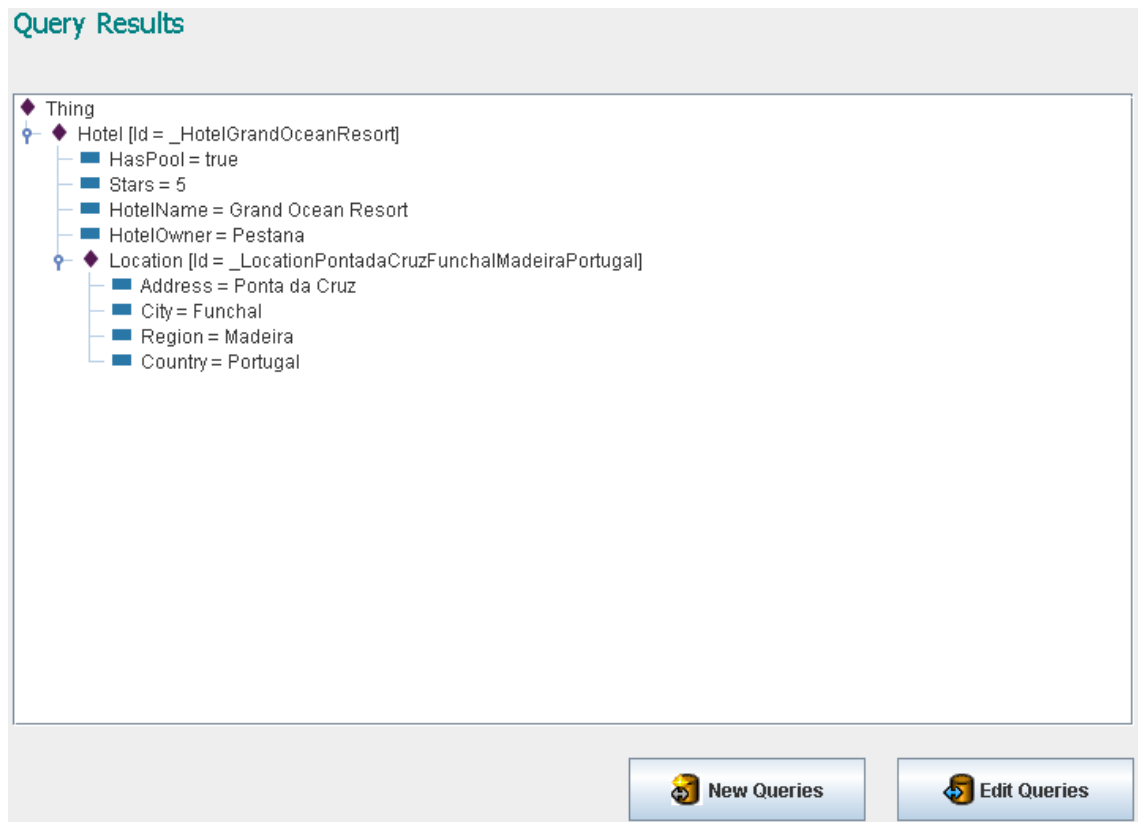 Query Results
Thing
Hotel [Id = _HotelGrandOceanResort]
HasPool = true
Stars = 5
HotelName = Grand Ocean Resort
HotelOwner = Pestana
Location [Id = _LocationPontadaCruzFunchalMadeiraPortugal]
Address = Ponta da Cruz
City = Funchal
Region = Madeira
Country = Portugal
New Queries
Edit Queries